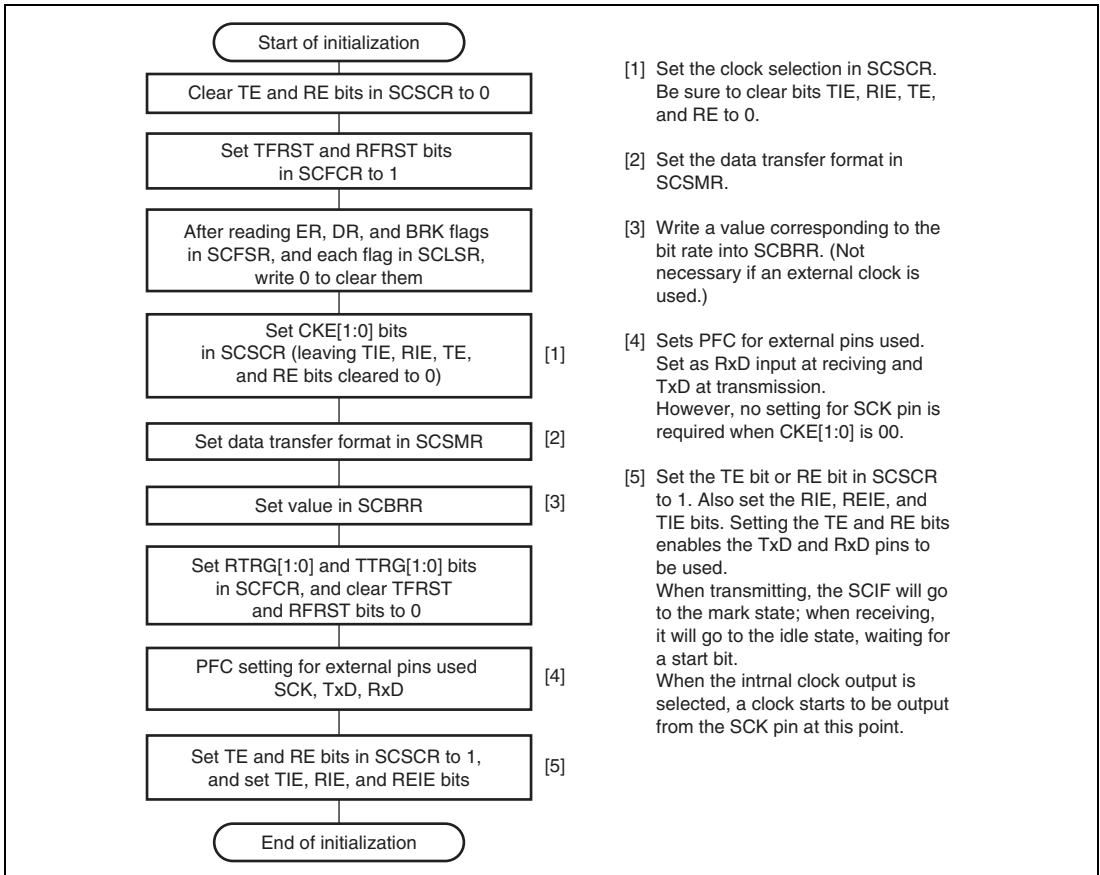 Start of initialization
Clear TE and RE bits in SCSCR to 0
Set TFRST and RFRST bits
in SCFCR to 1
After reading ER, DR, and BRK flags
in SCFSR, and each flag in SCLSR,
write 0 to clear them
Set CKE[1:0] bits
in SCSCR (leaving TIE, RIE, TE,
and RE bits cleared to 0)
[1]
Set data transfer format in SCSMR
[2]
Set value in SCBRR
[3]
Set RTRG[1:0] and TTRG[1:0] bits
in SCFCR, and clear TFRST
and RFRST bits to 0
PFC setting for external pins used
SCK, TxD, RxD
[4]
Set TE and RE bits in SCSCR to 1,
and set TIE, RIE, and REIE bits
[5]
End of initialization
[1] Set the clock selection in SCSCR.
Be sure to clear bits TIE, RIE, TE,
and RE to 0.
[2] Set the data transfer format in
SCSMR.
[3] Write a value corresponding to the
bit rate into SCBRR. (Not
necessary if an external clock is
used.)
[4] Sets PFC for external pins used.
Set as RxD input at reciving and
TxD at transmission.
However, no setting for SCK pin is
required when CKE[1:0] is 00.
[5] Set the TE bit or RE bit in SCSCR
to 1. Also set the RIE, REIE, and
TIE bits. Setting the TE and RE bits
enables the TxD and RxD pins to
be used.
When transmitting, the SCIF will go
to the mark state; when receiving,
it will go to the idle state, waiting for
a start bit.
When the intrnal clock output is
selected, a clock starts to be output
from the SCK pin at this point.